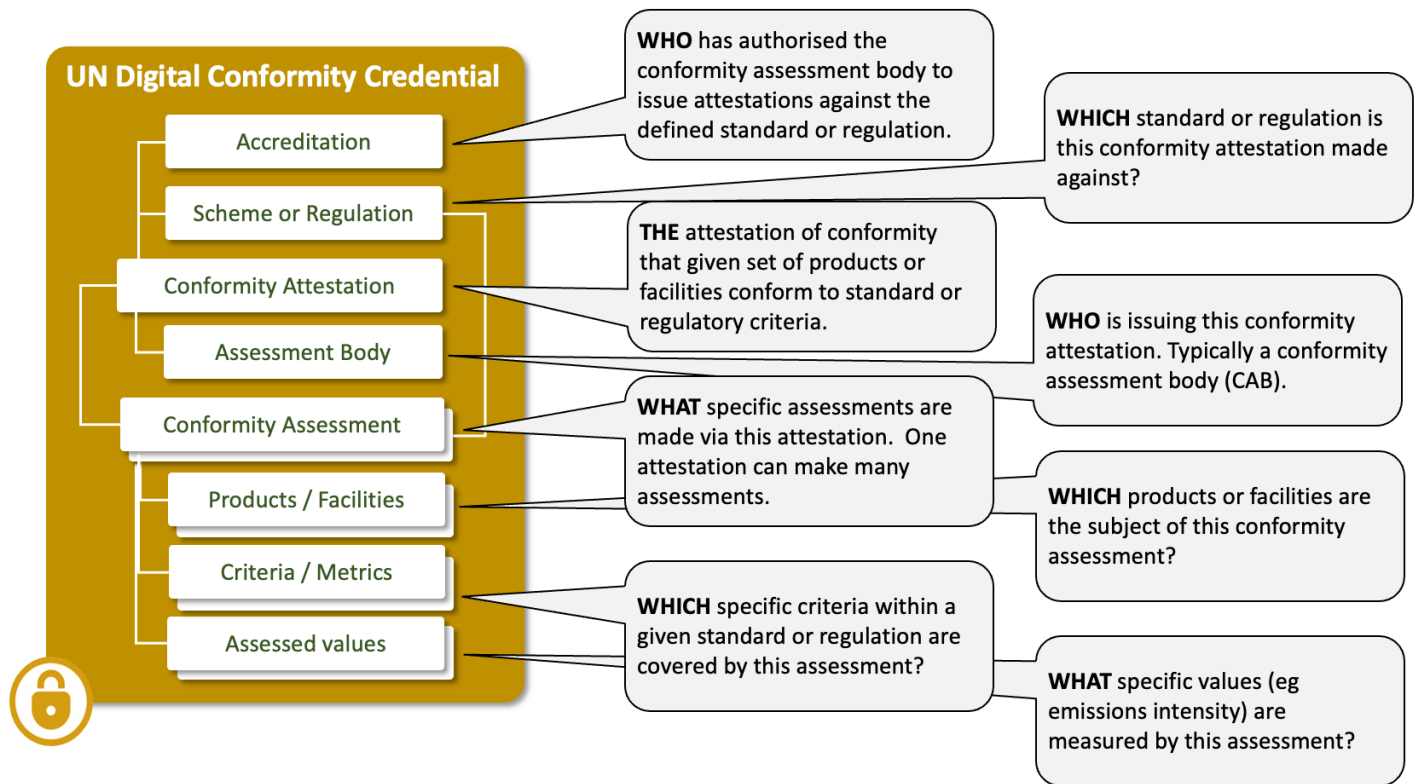 UN Digital Conformity Credential
Accreditation
Scheme or Regulation
Conformity Attestation
Assessment Body
Conformity Assessment
Products / Facilities
Criteria / Metrics
Assessed values
WHO has authorised the
conformity assessment body to
issue attestations against the
defined standard or regulation.
WHICH standard or regulation is
this conformity attestation made
against?
THE attestation of conformity
that given set of products or
facilities conform to standard or
regulatory criteria.
WHO is issuing this conformity
attestation. Typically a conformity
assessment body (CAB).
WHAT specific assessments are
made via this attestation.  One
attestation can make many
assessments.
WHICH products or facilities are
the subject of this conformity
assessment?
WHICH specific criteria within a
given standard or regulation are
covered by this assessment?
WHAT specific values (eg
emissions intensity) are
measured by this assessment?